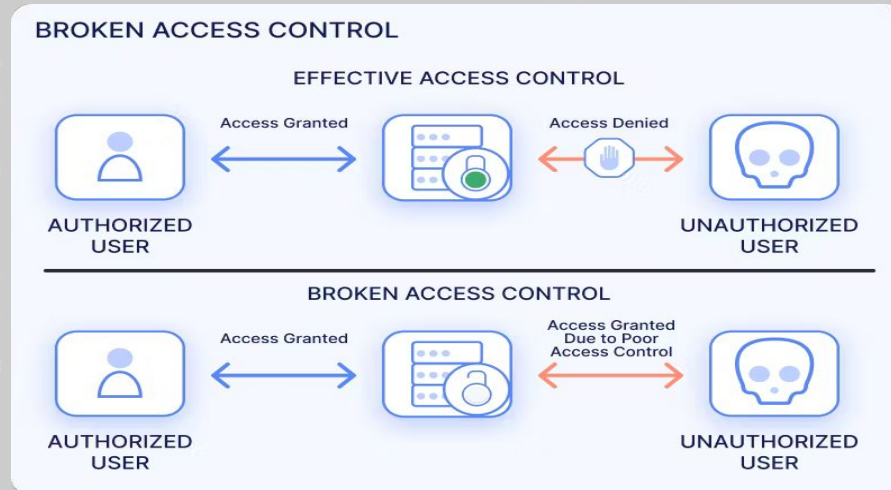 BROKEN ACCESS CONTROL
EFFECTIVE ACCESS CONTROL
Access Granted
Access Denied
AUTHORIZED
USER
UNAUTHORIZED
USER
BROKEN ACCESS CONTROL
Access Granted
Access Granted
Due to Poor
Access Control
AUTHORIZED
USER
UNAUTHORIZED
USER